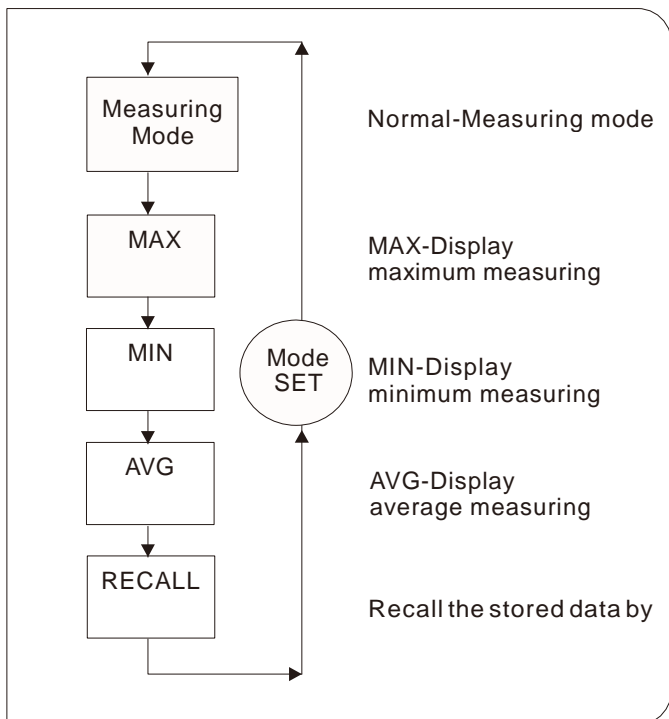 Measuring
Mode
Normal-Measuring mode
MAX
MAX-Display
maximum measuring
MIN
Mode
SET
MIN-Display
minimum measuring
AVG
AVG-Display
average measuring
RECALL
Recall the stored data by